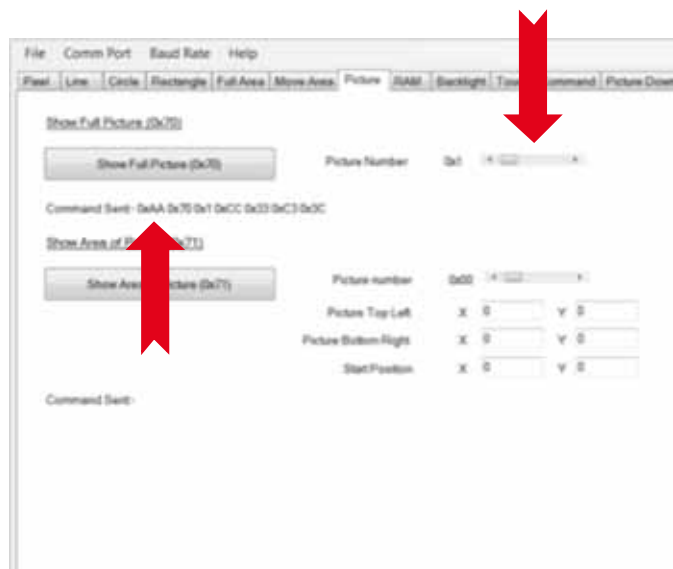 File Comm Port Baud Rate Help
Pixel Line Circle Rectangle Full Area Move Area Picture RAM Backlight Command Picture Down
Show Full Picture (0x70)
Show Full Picture (0x70) Picture Number 0x1
Command Sent:- 0xAA 0x70 0x1 0xCC 0x33 0xC3 0x3C
Show Area of 0x71)
Show Area cture (0x71) Picture number 0x00
Picture Top Left X 0 Y 0
Picture Bottom Right X 0 Y 0
Start Position X 0 Y 0
Command Sent:-